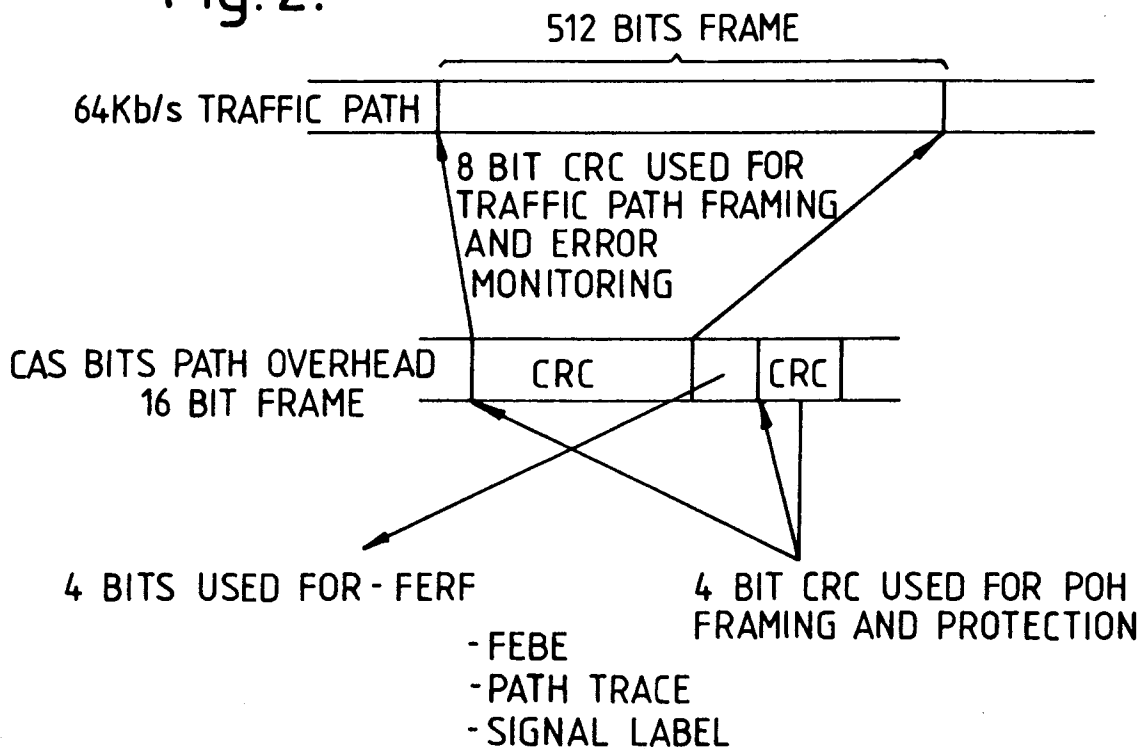 Fig. 2.
512 BITS FRAME
64Kb/s TRAFFIC PATH
8 BIT CRC USED FOR
TRAFFIC PATH FRAMING
AND ERROR
MONITORING
CAS BITS PATH OVERHEAD
16 BIT FRAME
CRC
CRC
4 BITS USED FOR - FERF
- FEBE
- PATH TRACE
- SIGNAL LABEL
4 BIT CRC USED FOR POH
FRAMING AND PROTECTION